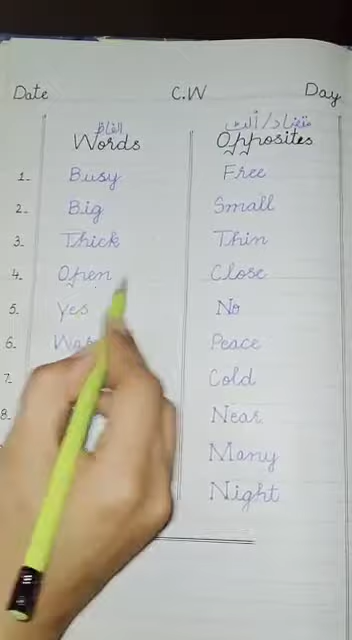 Date C.W Day
الفاظ متضاد/الٹ
Words Opposites
1. Busy Free
2. Big Small
3. Thick Thin
4. Open Close
5. Yes No
6. Peace
7. Cold
8. Near
Many
Night